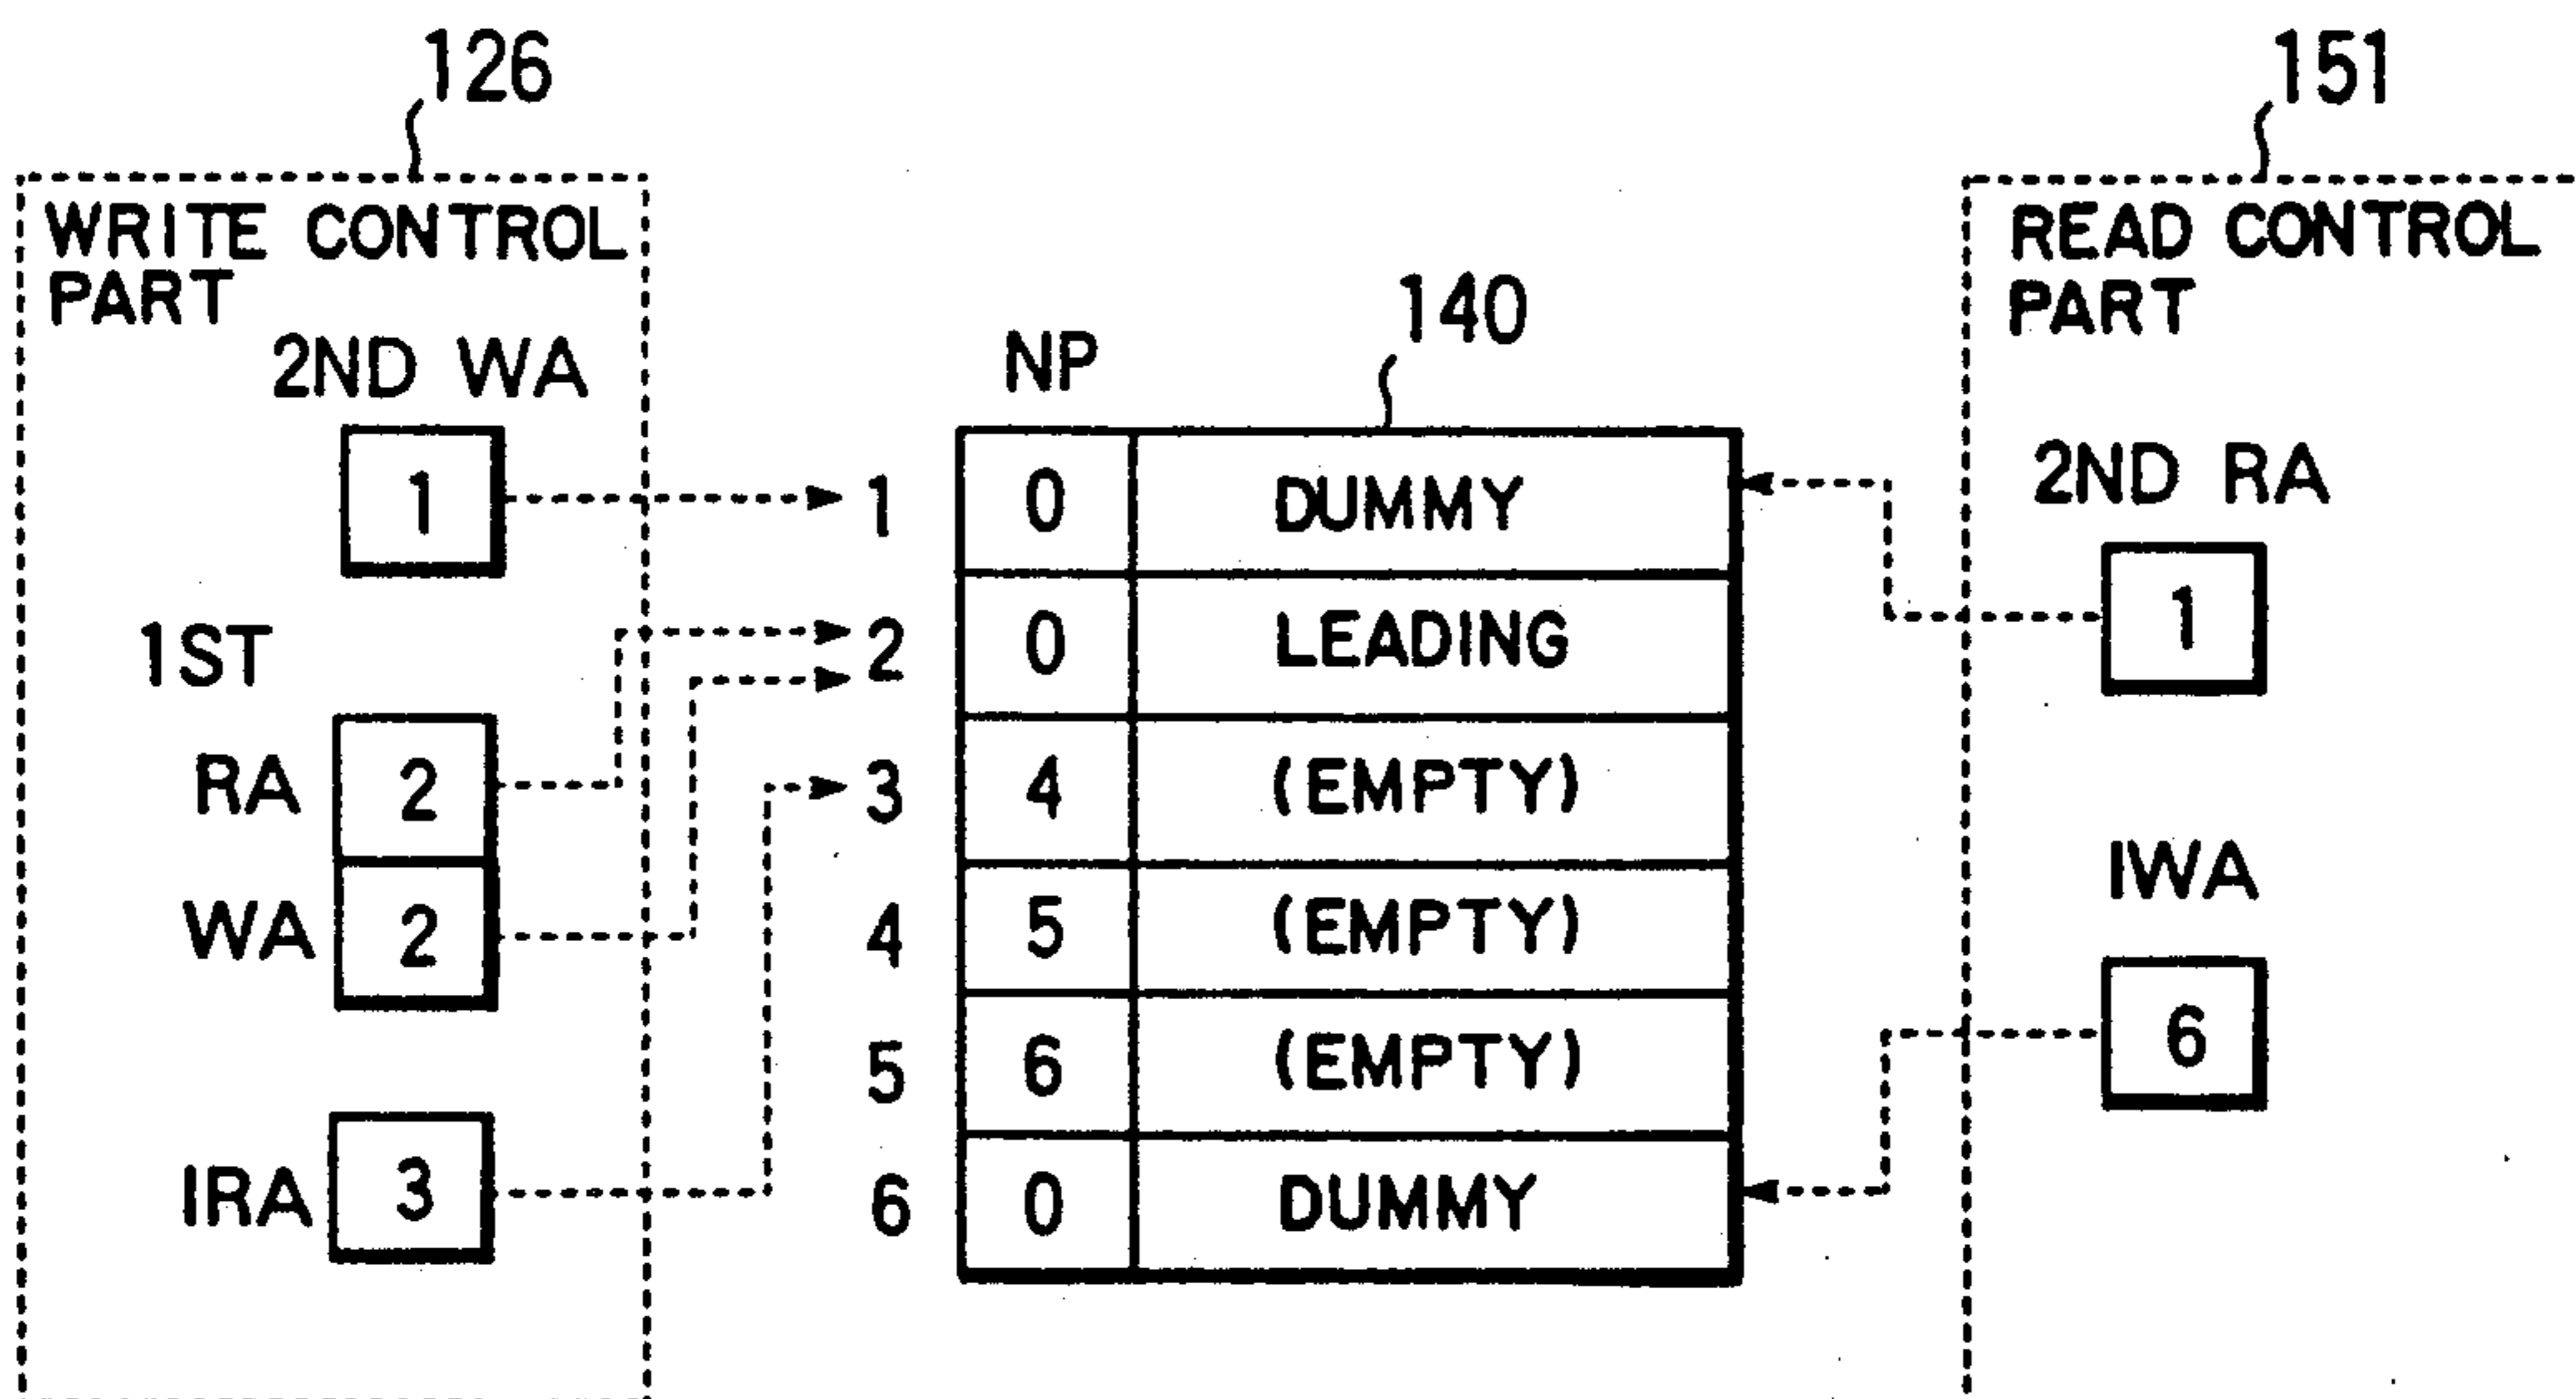 126
151
WRITE CONTROL
PART
READ CONTROL
PART
140
NP
2ND WA
1
1
0
DUMMY
2ND RA
1
1ST
2
0
LEADING
RA
2
3
4
(EMPTY)
WA
2
4
5
(EMPTY)
IWA
6
5
6
(EMPTY)
IRA
3
6
0
DUMMY